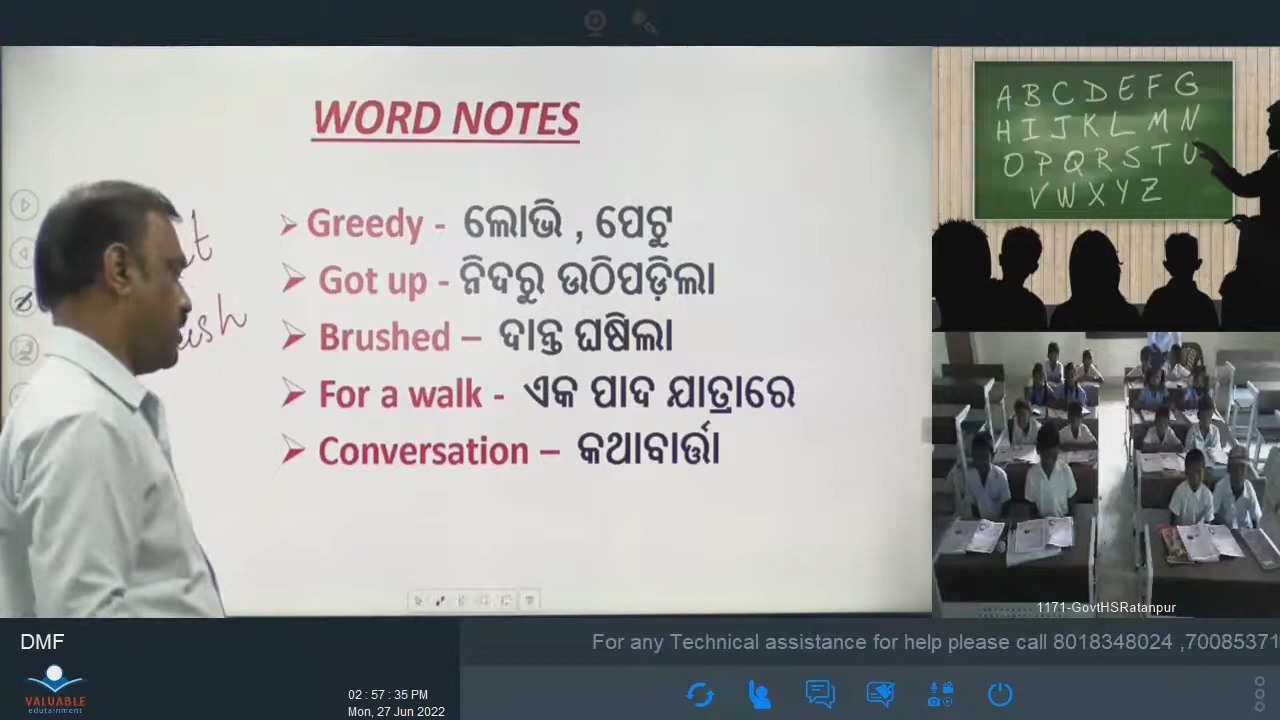 WORD NOTES
Greedy - ଲୋଭି , ପେଟୁ
Got up - ନିଦରୁ ଉଠିପଡ଼ିଲା
Brushed – ଦାନ୍ତ ଘଷିଲା
For a walk - ଏକ ପାଦ ଯାତ୍ରାରେ
Conversation – କଥାବାର୍ତ୍ତା
A B C D E F G
H I J K L M N
O P Q R S T U
V W X Y Z
1171-GovtHSRatanpur
DMF
For any Technical assistance for help please call 8018348024 ,70085371
VALUABLE
edutainment
02 : 57 : 35 PM
Mon, 27 Jun 2022